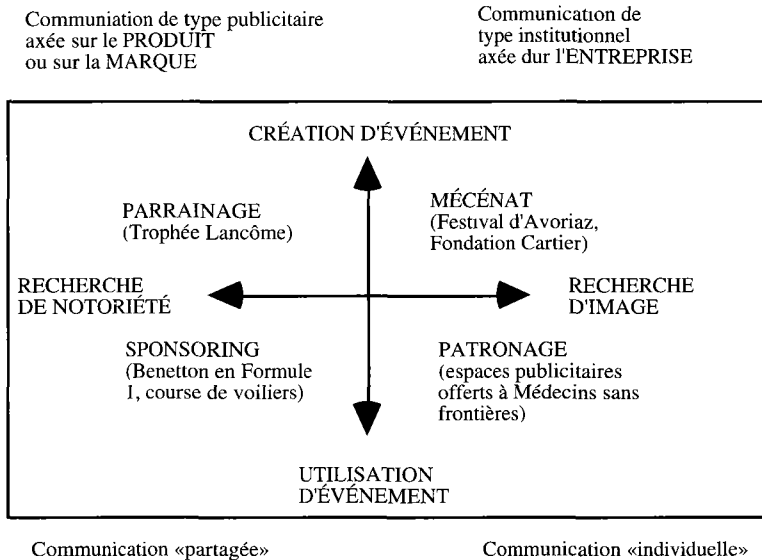 Communiation de type publicitaire
axée sur le PRODUIT
ou sur la MARQUE
Communication de
type institutionnel
axée dur l'ENTREPRISE
CRÉATION D'ÉVÉNEMENT
PARRAINAGE
(Trophée Lancôme)
MÉCÉNAT
(Festival d'Avoriaz,
Fondation Cartier)
RECHERCHE
DE NOTORIÉTÉ
RECHERCHE
D'IMAGE
SPONSORING
(Benetton en Formule
1, course de voiliers)
PATRONAGE
(espaces publicitaires
offerts à Médecins sans
frontières)
UTILISATION
D'ÉVÉNEMENT
Communication «partagée»
Communication «individuelle»